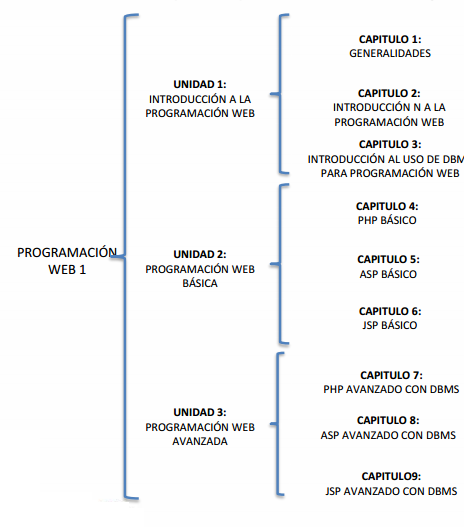 PROGRAMACIÓN
WEB 1
UNIDAD 1:
INTRODUCCIÓN A LA
PROGRAMACIÓN WEB
CAPITULO 1:
GENERALIDADES
CAPITULO 2:
INTRODUCCIÓN N A LA
PROGRAMACIÓN WEB
CAPITULO 3:
INTRODUCCIÓN AL USO DE DBM
PARA PROGRAMACIÓN WEB
UNIDAD 2:
PROGRAMACIÓN WEB
BÁSICA
CAPITULO 4:
PHP BÁSICO
CAPITULO 5:
ASP BÁSICO
CAPITULO 6:
JSP BÁSICO
UNIDAD 3:
PROGRAMACIÓN WEB
AVANZADA
CAPITULO 7:
PHP AVANZADO CON DBMS
CAPITULO 8:
ASP AVANZADO CON DBMS
CAPITULO9:
JSP AVANZADO CON DBMS